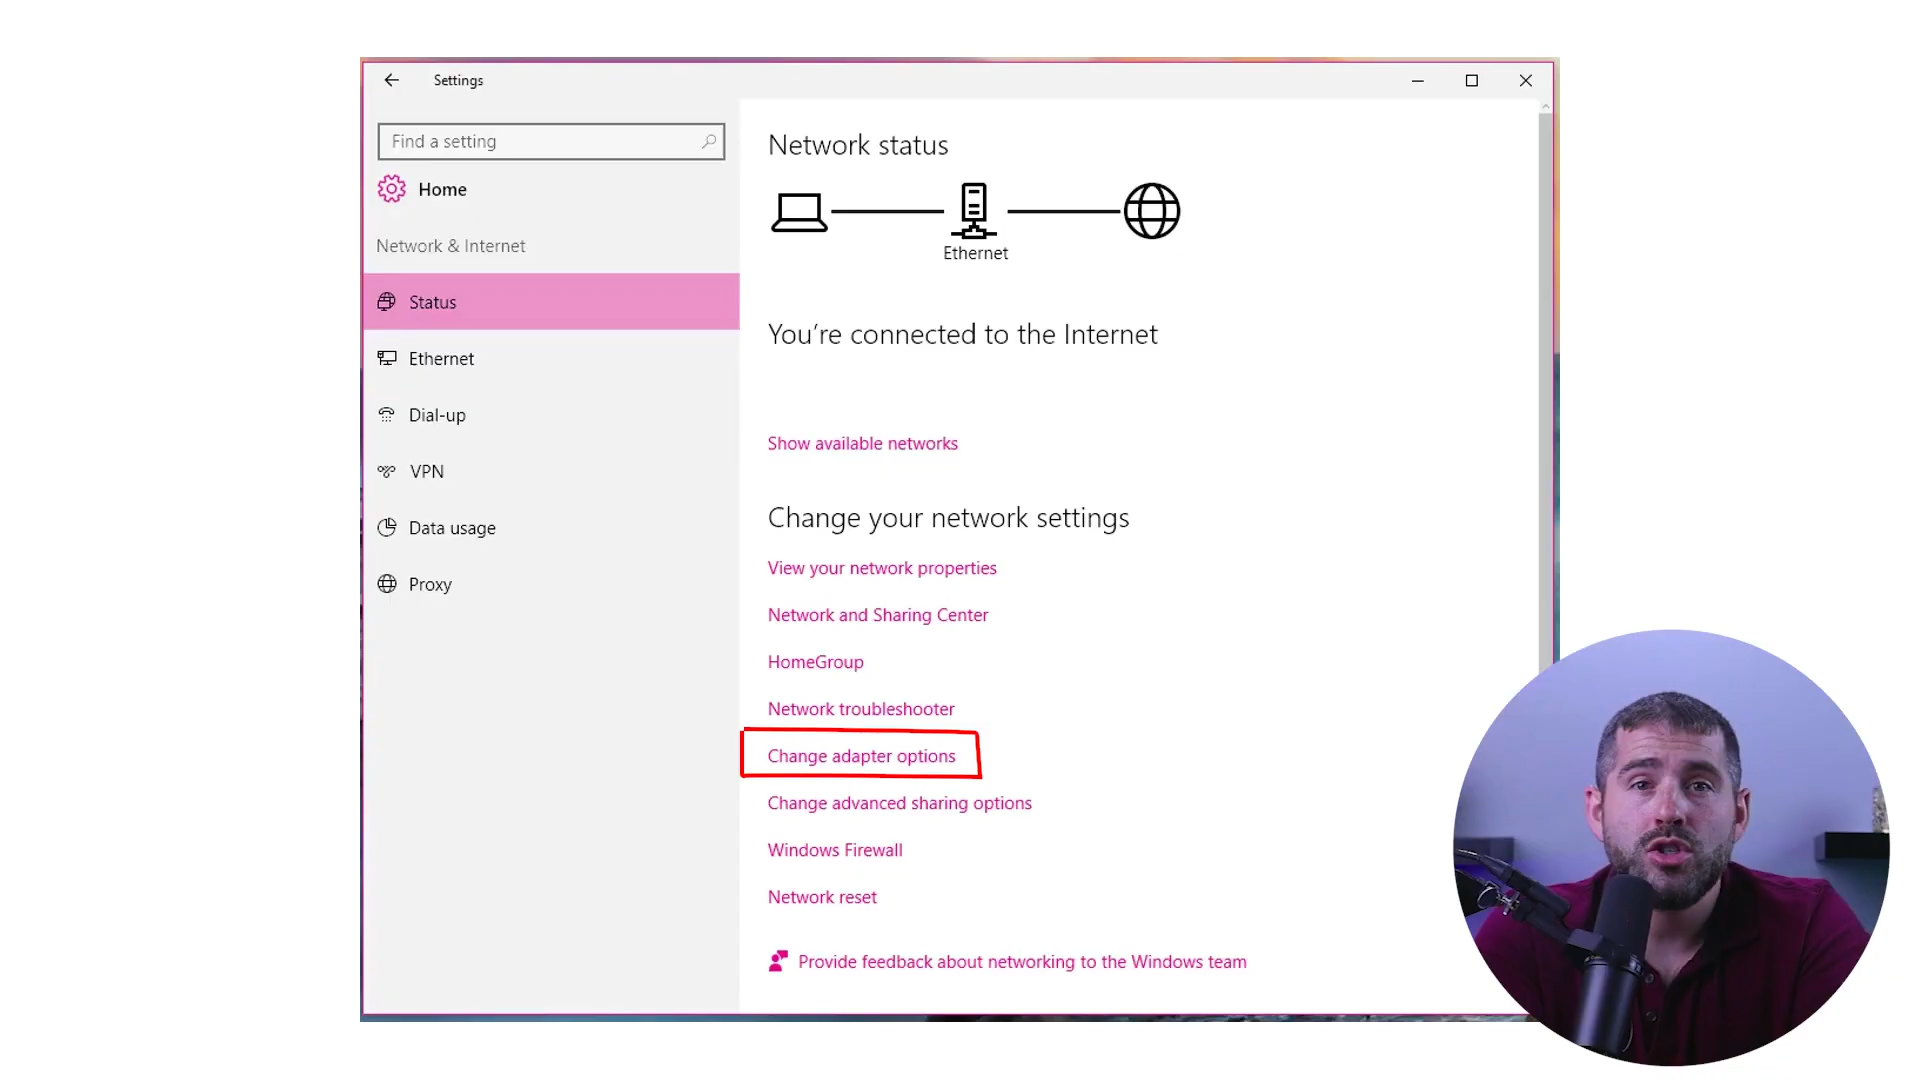 Settings
Find a setting
Home
Network & Internet
Status
Ethernet
Dial-up
VPN
Data usage
Proxy
Network status
Ethernet
You're connected to the Internet
Show available networks
Change your network settings
View your network properties
Network and Sharing Center
HomeGroup
Network troubleshooter
Change adapter options
Change advanced sharing options
Windows Firewall
Network reset
Provide feedback about networking to the Windows team